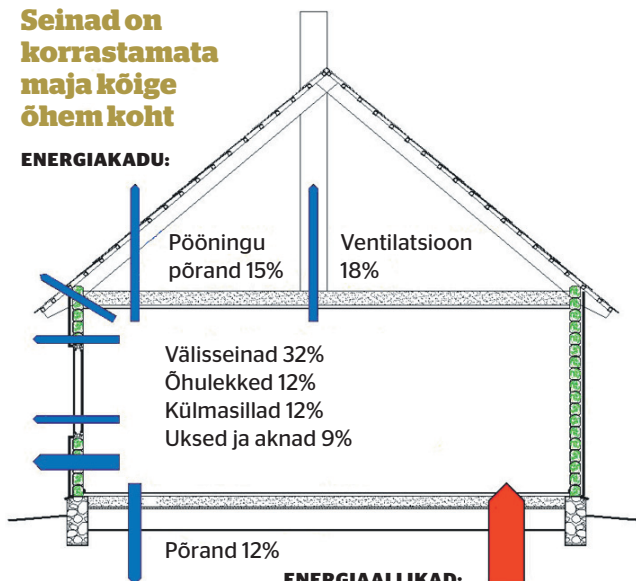 Seinad on
korrastamata
maja kõige
õhem koht
ENERGIAKADU:
Pööningu
põrand 15%
Ventilatsioon
18%
Välisseinad 32%
Õhulekked 12%
Külmasillad 12%
Uksed ja aknad 9%
Põrand 12%
ENERGIAALLIKAD: